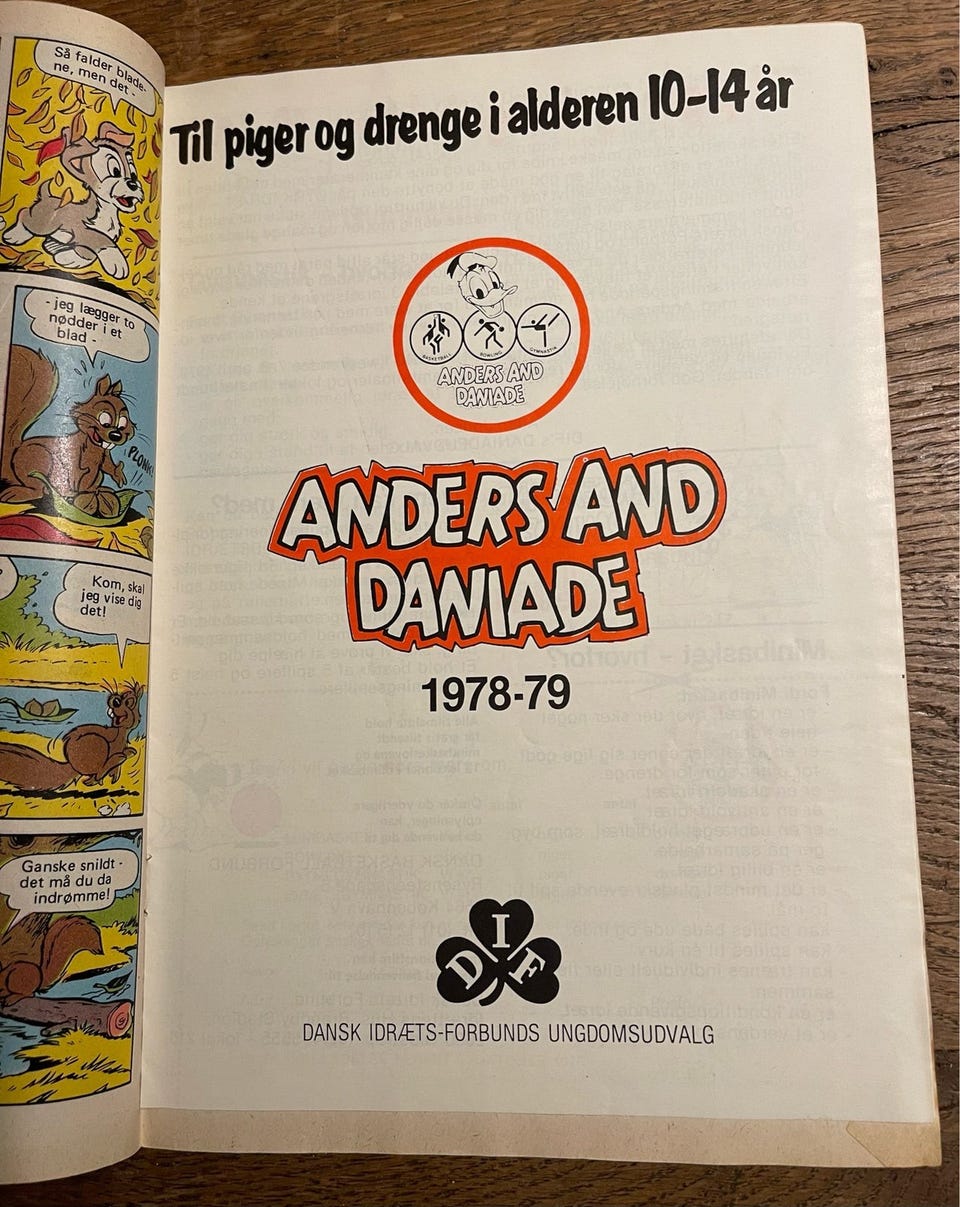 Så falder blade-
ne, men det -
- jeg lægger to
nødder i et
blad -
PLONK!
Kom, skal
jeg vise dig
det!
Ganske snildt -
det må du da
indrømme!
Til piger og drenge i alderen 10-14 år
BASKETBALL
BOWLING
GYMNASTIK
ANDERS AND
DANIADE
ANDERS AND
DANIADE
1978-79
D I F
DANSK IDRÆTS-FORBUNDS UNGDOMSUDVALG